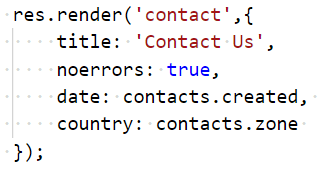 res.render('contact',{
    title: 'Contact Us',
    noerrors: true,
    date: contacts.created,
    country: contacts.zone
});